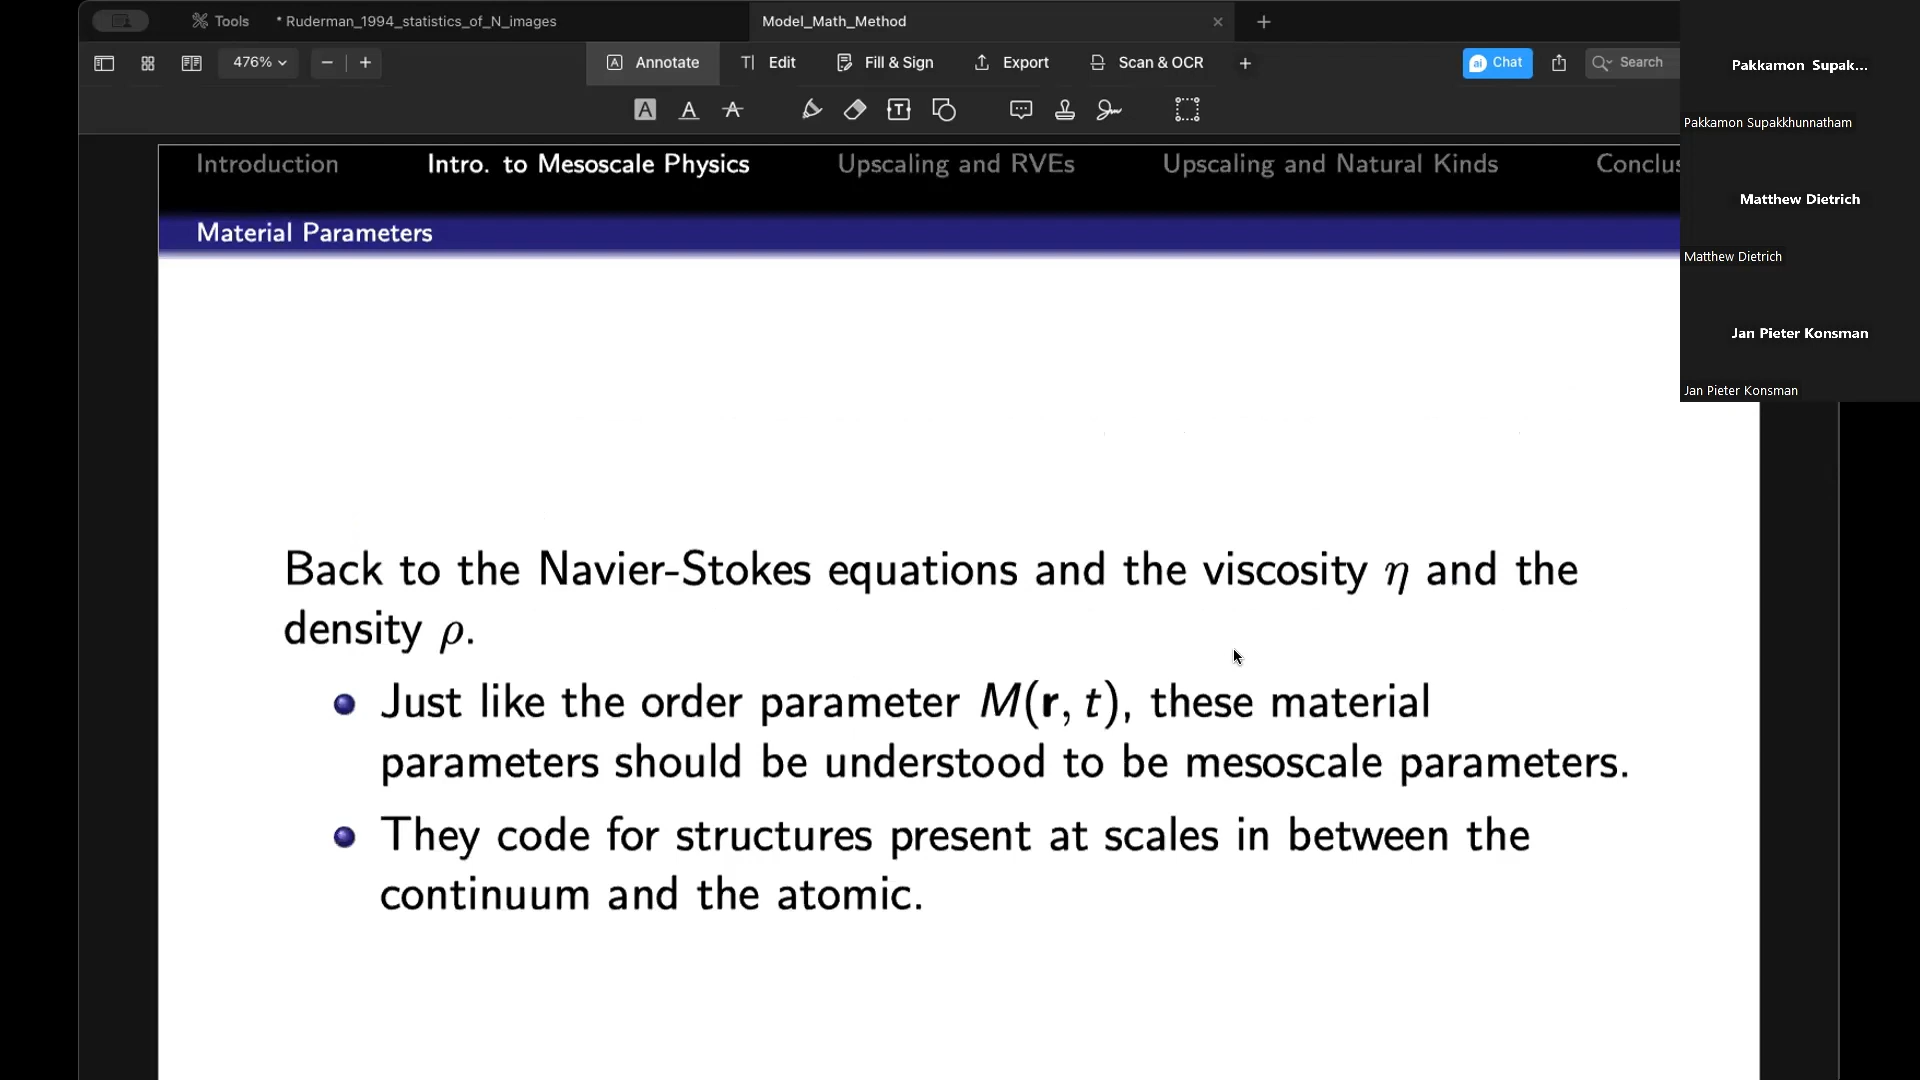 Tools * Ruderman_1994_statistics_of_N_images Model_Math_Method
476% Annotate Edit Fill & Sign Export Scan & OCR Chat Search
Pakkamon Supak...
Pakkamon Supakkhunnatham
Matthew Dietrich
Matthew Dietrich
Jan Pieter Konsman
Jan Pieter Konsman
Introduction Intro. to Mesoscale Physics Upscaling and RVEs Upscaling and Natural Kinds Conclus
Material Parameters
Back to the Navier-Stokes equations and the viscosity η and the
density ρ.
Just like the order parameter M(r, t), these material
parameters should be understood to be mesoscale parameters.
They code for structures present at scales in between the
continuum and the atomic.